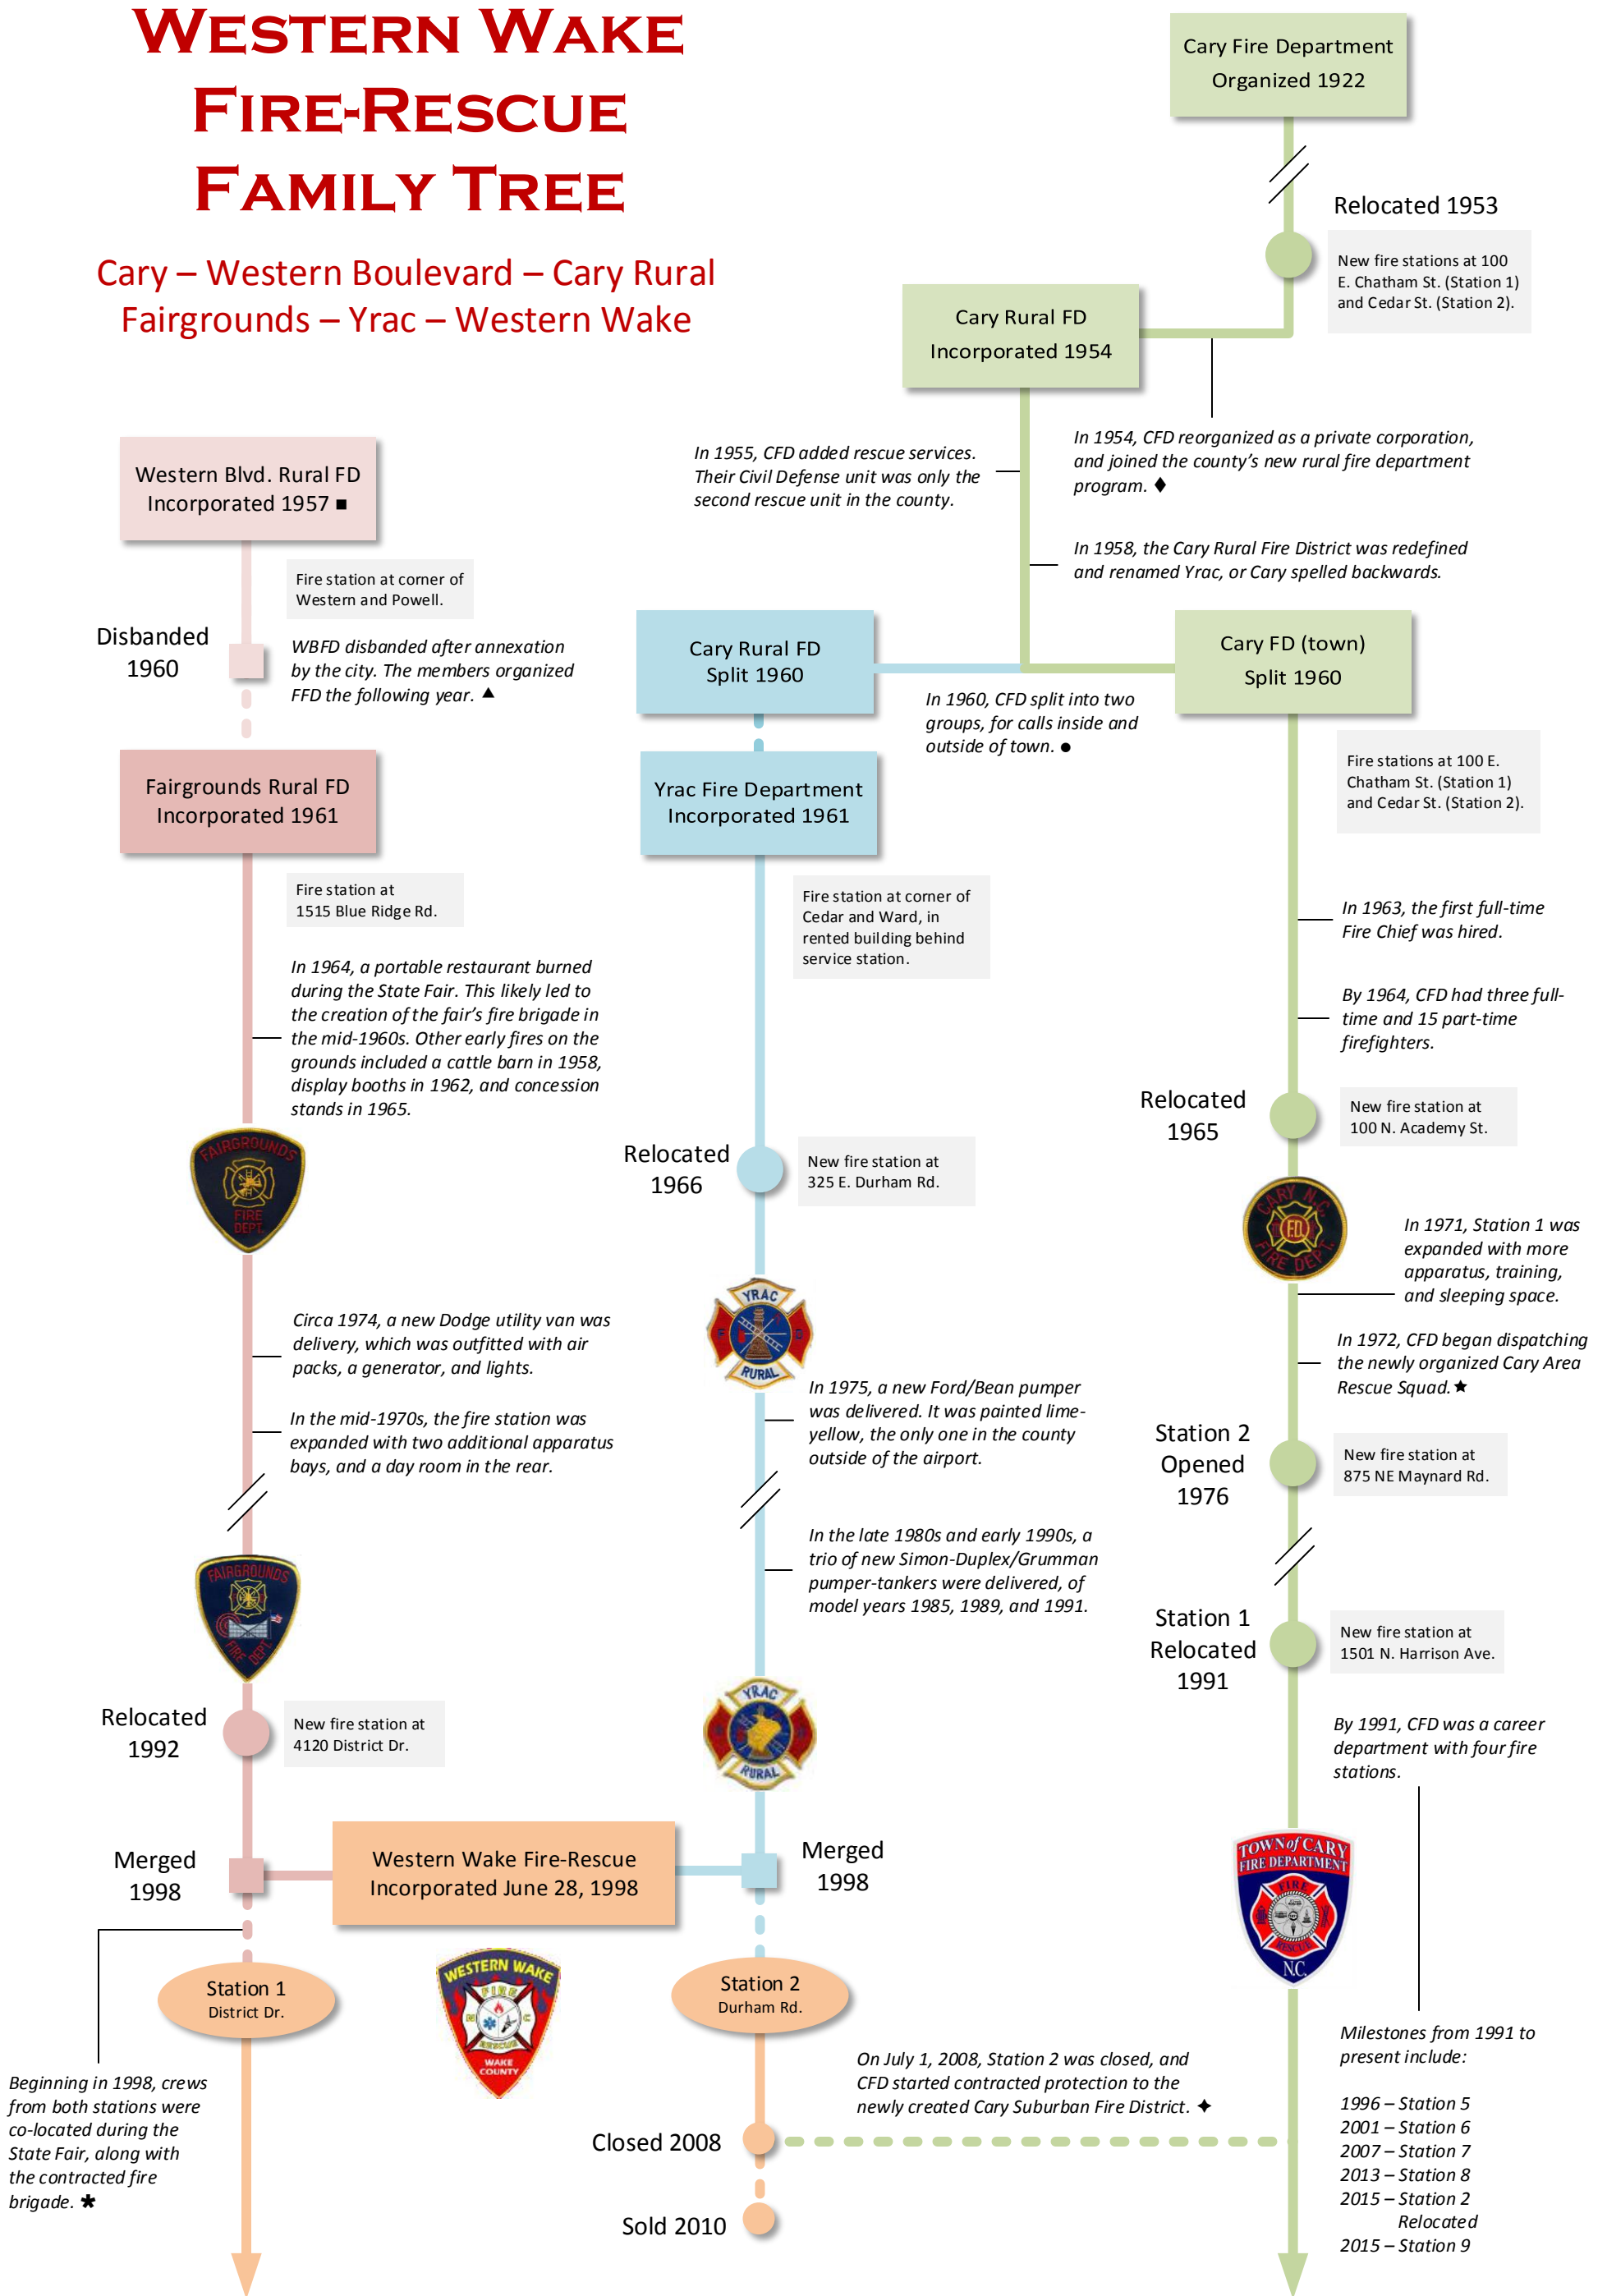 WESTERN WAKE
FIRE-RESCUE
FAMILY TREE
Cary – Western Boulevard – Cary Rural
Fairgrounds – Yrac – Western Wake
Cary Fire Department
Organized 1922
Relocated 1953
New fire stations at 100
E. Chatham St. (Station 1)
and Cedar St. (Station 2).
Cary Rural FD
Incorporated 1954
In 1955, CFD added rescue services.
Their Civil Defense unit was only the
second rescue unit in the county.
In 1954, CFD reorganized as a private corporation,
and joined the county's new rural fire department
program. ♦
In 1958, the Cary Rural Fire District was redefined
and renamed Yrac, or Cary spelled backwards.
Western Blvd. Rural FD
Incorporated 1957 ■
Fire station at corner of
Western and Powell.
Disbanded
1960
WBFD disbanded after annexation
by the city. The members organized
FFD the following year. ▲
Cary Rural FD
Split 1960
Cary FD (town)
Split 1960
In 1960, CFD split into two
groups, for calls inside and
outside of town. ●
Fairgrounds Rural FD
Incorporated 1961
Yrac Fire Department
Incorporated 1961
Fire stations at 100 E.
Chatham St. (Station 1)
and Cedar St. (Station 2).
Fire station at
1515 Blue Ridge Rd.
Fire station at corner of
Cedar and Ward, in
rented building behind
service station.
In 1963, the first full-time
Fire Chief was hired.
In 1964, a portable restaurant burned
during the State Fair. This likely led to
the creation of the fair's fire brigade in
the mid-1960s. Other early fires on the
grounds included a cattle barn in 1958,
display booths in 1962, and concession
stands in 1965.
By 1964, CFD had three full-
time and 15 part-time
firefighters.
Relocated
1965
New fire station at
100 N. Academy St.
FAIRGROUNDS
FIRE
DEPT.
Relocated
1966
New fire station at
325 E. Durham Rd.
CARY N.C.
F.D.
FIRE DEPT.
In 1971, Station 1 was
expanded with more
apparatus, training,
and sleeping space.
YRAC
F D
RURAL
Circa 1974, a new Dodge utility van was
delivery, which was outfitted with air
packs, a generator, and lights.
In 1972, CFD began dispatching
the newly organized Cary Area
Rescue Squad. ★
In 1975, a new Ford/Bean pumper
was delivered. It was painted lime-
yellow, the only one in the county
outside of the airport.
In the mid-1970s, the fire station was
expanded with two additional apparatus
bays, and a day room in the rear.
Station 2
Opened
1976
New fire station at
875 NE Maynard Rd.
In the late 1980s and early 1990s, a
trio of new Simon-Duplex/Grumman
pumper-tankers were delivered, of
model years 1985, 1989, and 1991.
FAIRGROUNDS
FIRE DEPT.
Station 1
Relocated
1991
New fire station at
1501 N. Harrison Ave.
Relocated
1992
New fire station at
4120 District Dr.
YRAC
RURAL
By 1991, CFD was a career
department with four fire
stations.
Merged
1998
Western Wake Fire-Rescue
Incorporated June 28, 1998
Merged
1998
TOWN of CARY
FIRE DEPARTMENT
FIRE
RESCUE
N.C.
Station 1
District Dr.
WESTERN WAKE
FIRE
N C
RESCUE
WAKE
COUNTY
Station 2
Durham Rd.
Beginning in 1998, crews
from both stations were
co-located during the
State Fair, along with
the contracted fire
brigade. *
On July 1, 2008, Station 2 was closed, and
CFD started contracted protection to the
newly created Cary Suburban Fire District. ✦
Closed 2008
Sold 2010
Milestones from 1991 to
present include:
1996 – Station 5
2001 – Station 6
2007 – Station 7
2013 – Station 8
2015 – Station 2
Relocated
2015 – Station 9